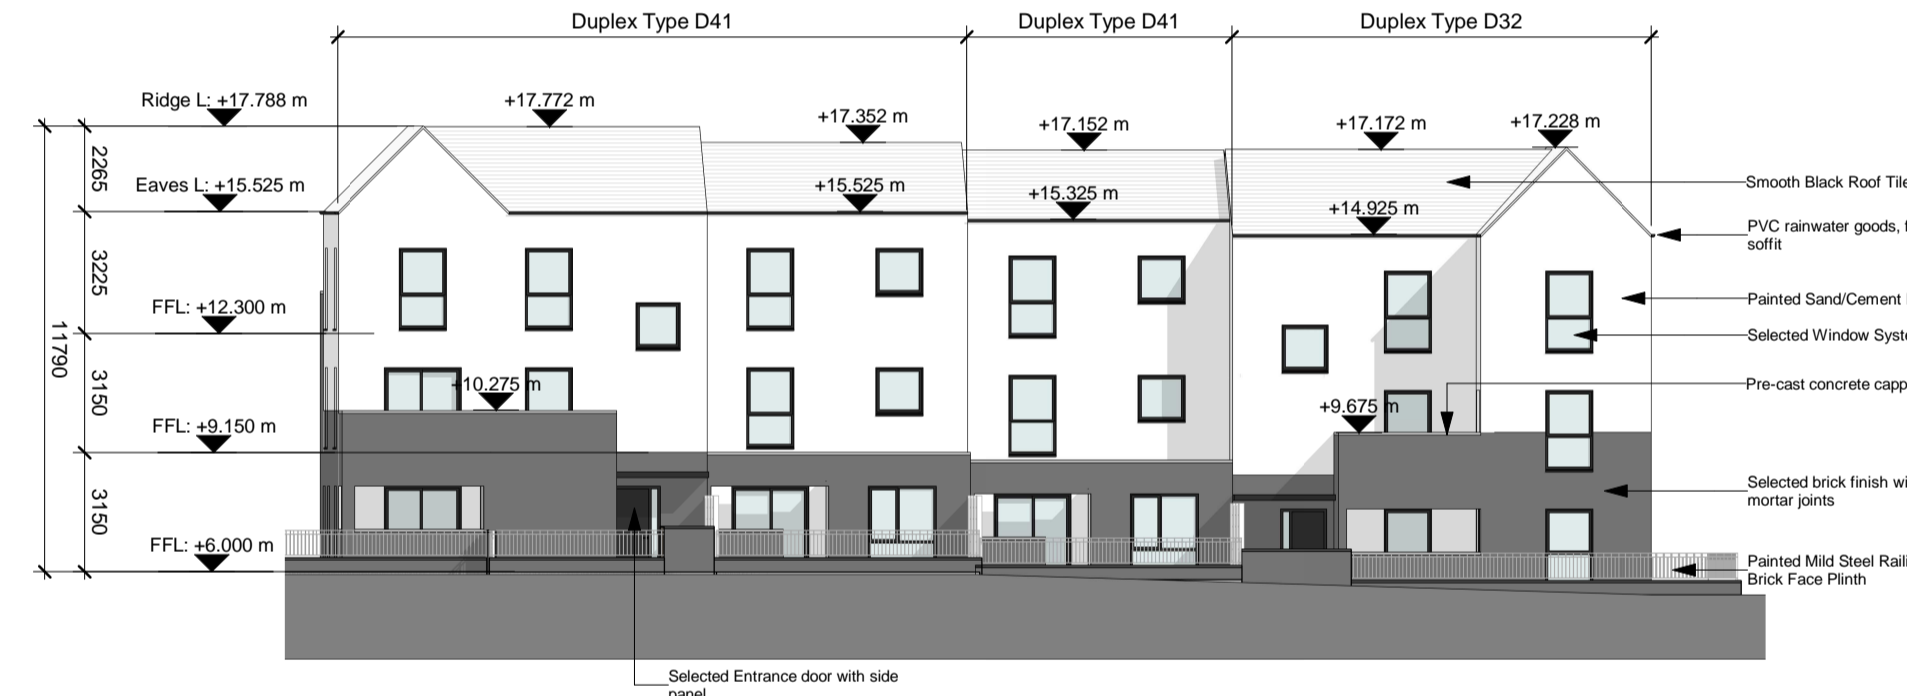 Duplex Type D41
Duplex Type D41
Duplex Type D32
Ridge L: +17.788 m
+17.772 m
+17.352 m
+17.152 m
+17.172 m
+17.228 m
2265
Eaves L: +15.525 m
+15.525 m
+15.325 m
+14.925 m
Smooth Black Roof Tile
PVC rainwater goods, f
soffit
3225
FFL: +12.300 m
Painted Sand/Cement
Selected Window Syste
11790
3150
+10.275 m
+9.675 m
Pre-cast concrete capp
FFL: +9.150 m
3150
Selected brick finish wi
mortar joints
FFL: +6.000 m
Painted Mild Steel Raili
Brick Face Plinth
Selected Entrance door with side
panel